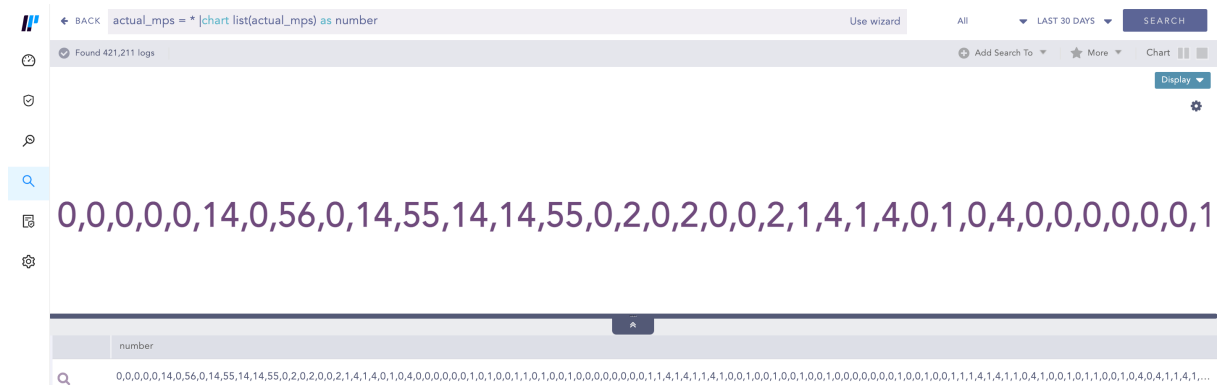 BACK actual_mps = * |chart list(actual_mps) as number Use wizard All LAST 30 DAYS SEARCH
Found 421,211 logs Add Search To More Chart
Display
0,0,0,0,0,14,0,56,0,14,55,14,14,55,0,2,0,2,0,0,2,1,4,1,4,0,1,0,4,0,0,0,0,0,0,1
number
0,0,0,0,0,14,0,56,0,14,55,14,14,55,0,2,0,2,0,0,2,1,4,1,4,0,1,0,4,0,0,0,0,0,0,1,0,1,0,0,1,1,0,1,0,0,1,0,0,0,0,0,0,0,0,1,1,4,1,4,1,1,4,1,0,0,1,0,0,1,0,0,1,0,0,1,0,0,0,0,0,0,0,1,0,0,1,0,0,1,1,1,4,1,4,1,1,0,4,1,0,0,1,0,1,1,0,0,1,0,4,0,4,1,1,4,1,...